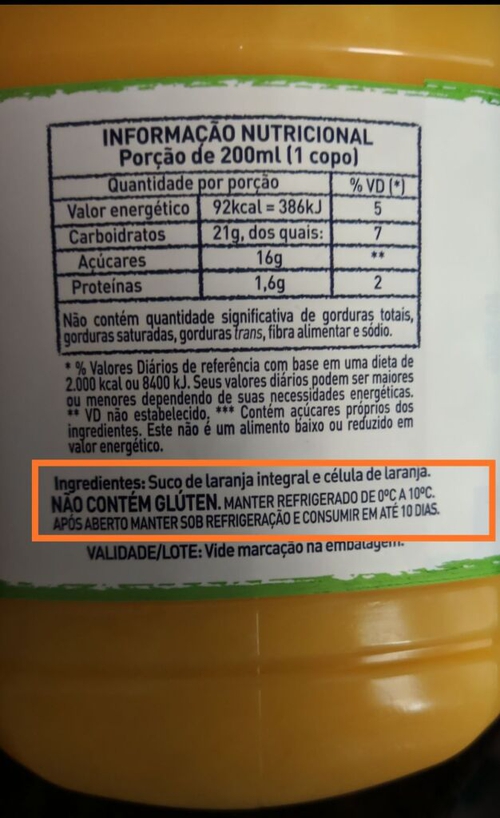 INFORMAÇÃO NUTRICIONAL
Porção de 200ml (1 copo)
Quantidade por porção % VD (*)
Valor energético 92kcal = 386kJ 5
Carboidratos 21g, dos quais: 7
Açúcares 16g **
Proteínas 1,6g 2
Não contém quantidade significativa de gorduras totais,
gorduras saturadas, gorduras trans, fibra alimentar e sódio.
* % Valores Diários de referência com base em uma dieta de
2.000 kcal ou 8400 kJ. Seus valores diários podem ser maiores
ou menores dependendo de suas necessidades energéticas.
** VD não estabelecido. *** Contém açúcares próprios dos
ingredientes. Este não é um alimento baixo ou reduzido em
valor energético.
Ingredientes: Suco de laranja integral e célula de laranja.
NÃO CONTÉM GLÚTEN. MANTER REFRIGERADO DE 0ºC A 10ºC.
APÓS ABERTO MANTER SOB REFRIGERAÇÃO E CONSUMIR EM ATÉ 10 DIAS.
VALIDADE/LOTE: Vide marcação na embalagem.